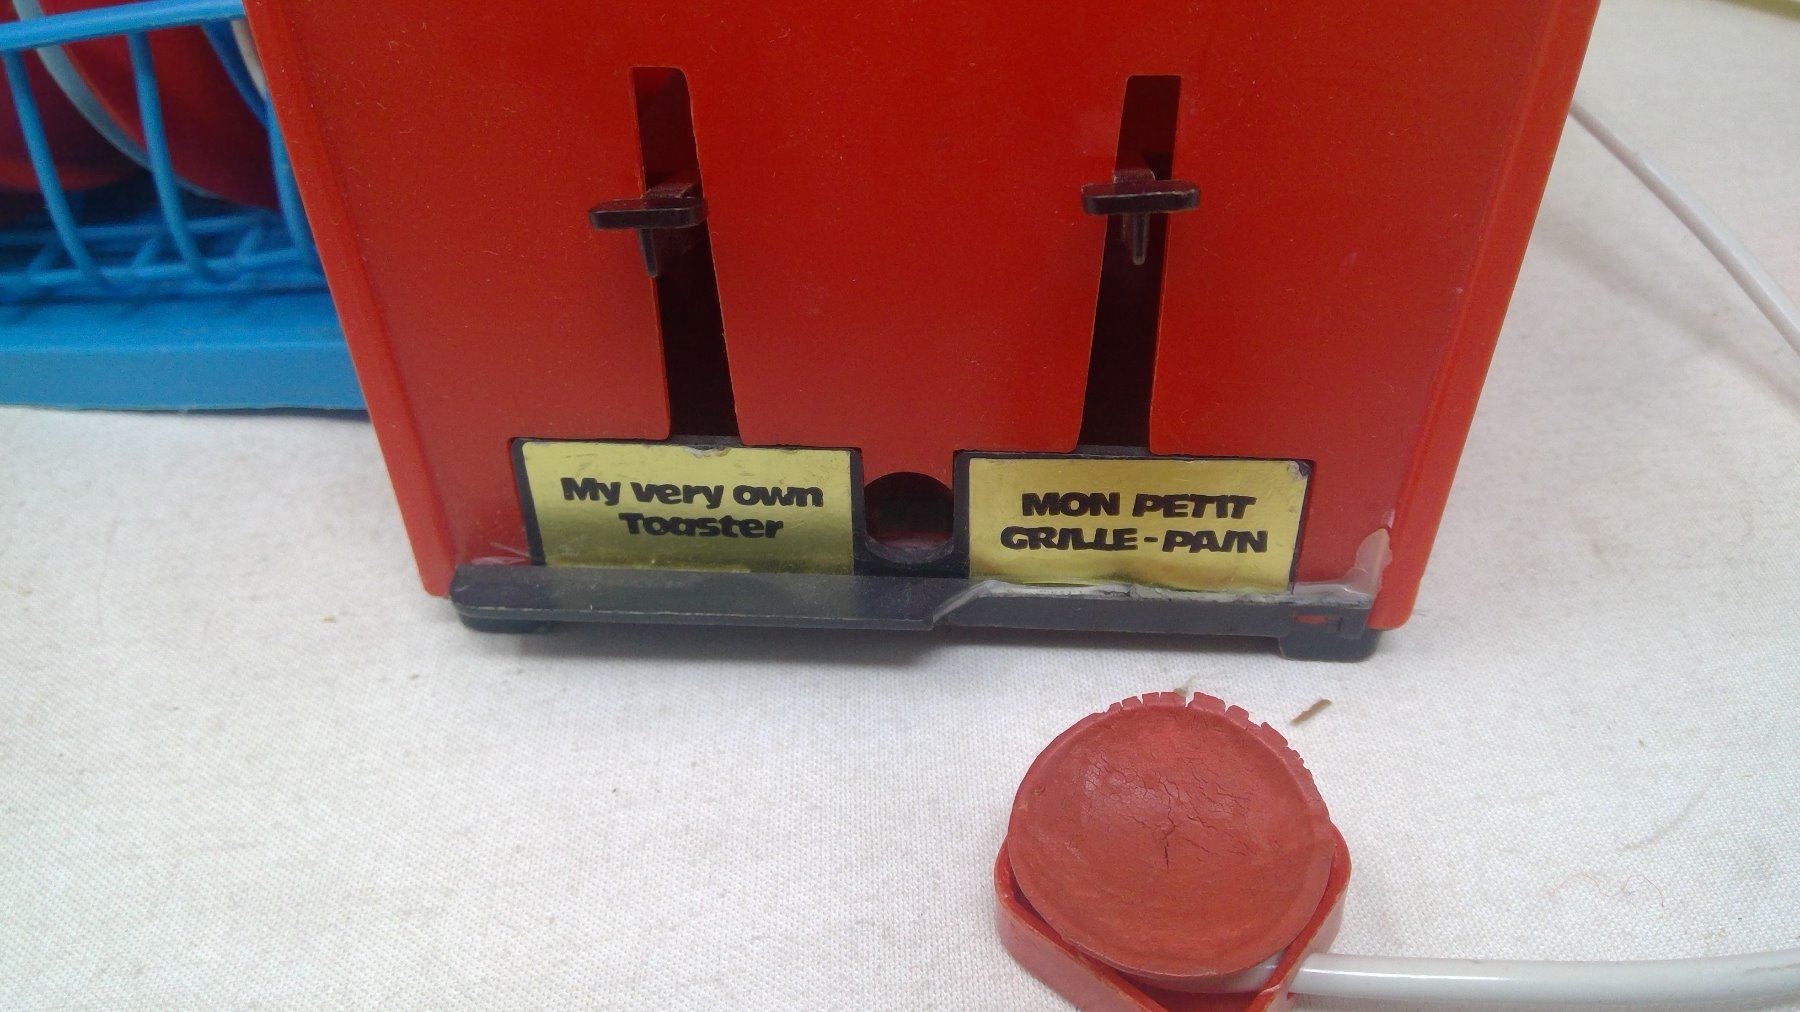 My very own
Toaster
MON PETIT
GRILLE-PAIN